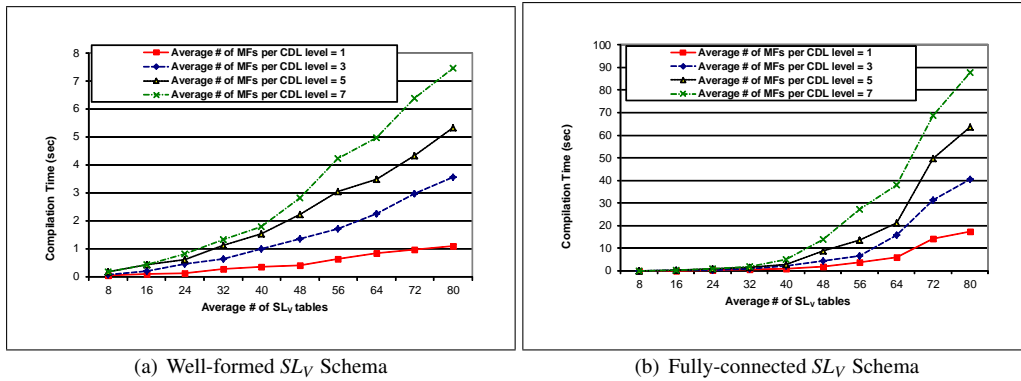 8
7
6
5
4
3
2
1
0
Compilation Time (sec)
Average # of MFs per CDL level = 1
Average # of MFs per CDL level = 3
Average # of MFs per CDL level = 5
Average # of MFs per CDL level = 7
8 16 24 32 40 48 56 64 72 80
Average # of SLV tables
(a) Well-formed SLV Schema
100
90
80
70
60
50
40
30
20
10
0
Compilation Time (sec)
Average # of MFs per CDL level = 1
Average # of MFs per CDL level = 3
Average # of MFs per CDL level = 5
Average # of MFs per CDL level = 7
8 16 24 32 40 48 56 64 72 80
Average # of SLV tables
(b) Fully-connected SLV Schema